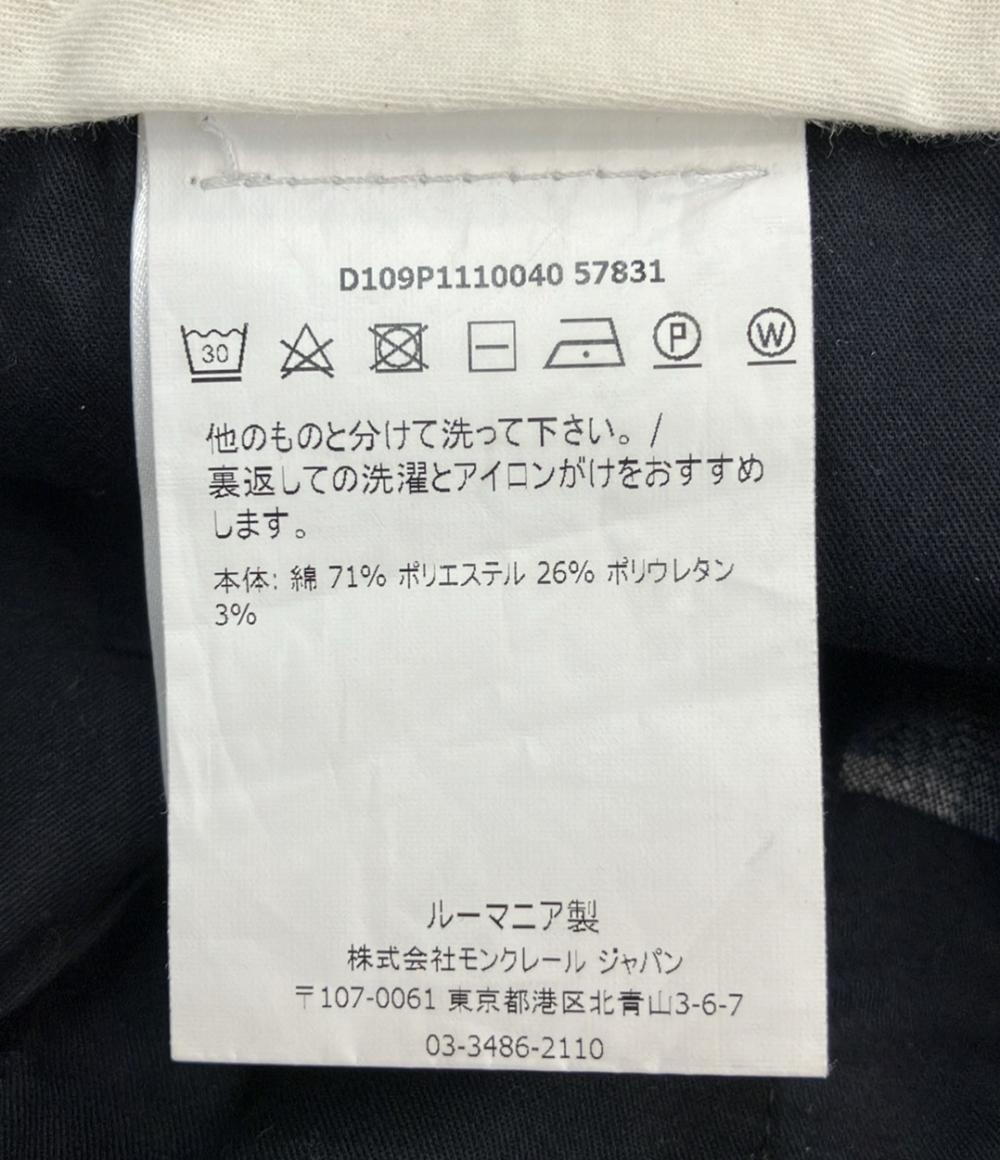 D109P1110040 57831
30 P W
他のものと分けて洗って下さい。/
裏返しての洗濯とアイロンがけをおすすめ
します。
本体: 綿 71% ポリエステル 26% ポリウレタン
3%
ルーマニア製
株式会社モンクレール ジャパン
〒107-0061 東京都港区北青山3-6-7
03-3486-2110